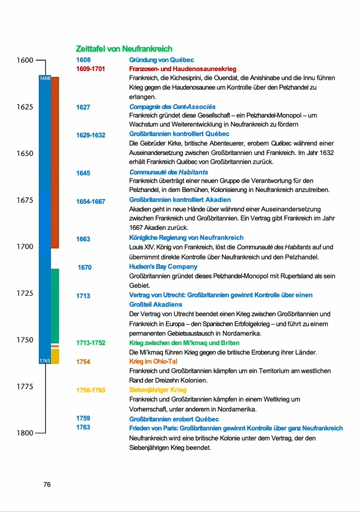 Zeittafel von Neufrankreich
1600
1625
1650
1675
1700
1725
1750
1775
1800
1608
1763
1608 Gründung von Québec
1609-1701 Franzosen- und Haudenosauneekrieg
Frankreich, die Kichesiprini, die Ouendat, die Anishinabe und die Innu führen
Krieg gegen die Haudenosaunee um Kontrolle über den Pelzhandel zu
erlangen.
1627 Compagnie des Cent-Associés
Frankreich gründet diese Gesellschaft – ein Pelzhandel-Monopol – um
Wachstum und Weiterentwicklung in Neufrankreich zu fördern
1629-1632 Großbritannien kontrolliert Québec
Die Gebrüder Kirke, britische Abenteurer, erobern Québec während einer
Auseinandersetzung zwischen Großbritannien und Frankreich. Im Jahr 1632
erhält Frankreich Québec von Großbritannien zurück.
1645 Communauté des Habitants
Frankreich überträgt einer neuen Gruppe die Verantwortung für den
Pelzhandel, in dem Bemühen, Kolonisierung in Neufrankreich anzutreiben.
1654-1667 Großbritannien kontrolliert Akadien
Akadien geht in neue Hände über während einer Auseinandersetzung
zwischen Frankreich und Großbritannien. Ein Vertrag gibt Frankreich im Jahr
1667 Akadien zurück.
1663 Königliche Regierung von Neufrankreich
Louis XIV, König von Frankreich, löst die Communauté des Habitants auf und
übernimmt direkte Kontrolle über Neufrankreich und den Pelzhandel.
1670 Hudson's Bay Company
Großbritannien gründet dieses Pelzhandel-Monopol mit Rupertsland als sein
Gebiet.
1713 Vertrag von Utrecht: Großbritannien gewinnt Kontrolle über einen
Großteil Akadiens
Der Vertrag von Utrecht beendet einen Krieg zwischen Großbritannien und
Frankreich in Europa – den Spanischen Erbfolgekrieg – und führt zu einem
permanenten Gebietsaustausch in Nordamerika.
1713-1752 Krieg zwischen den Mi'kmaq und Briten
Die Mi'kmaq führen Krieg gegen die britische Eroberung ihrer Länder.
1754 Krieg im Ohio-Tal
Frankreich und Großbritannien kämpfen um ein Territorium am westlichen
Rand der Dreizehn Kolonien.
1756-1763 Siebenjähriger Krieg
Frankreich und Großbritannien kämpfen in einem Weltkrieg um
Vorherrschaft, unter anderem in Nordamerika.
1759 Großbritannien erobert Québec
1763 Frieden von Paris: Großbritannien gewinnt Kontrolle über ganz Neufrankreich
Neufrankreich wird eine britische Kolonie unter dem Vertrag, der den
Siebenjährigen Krieg beendet.
76